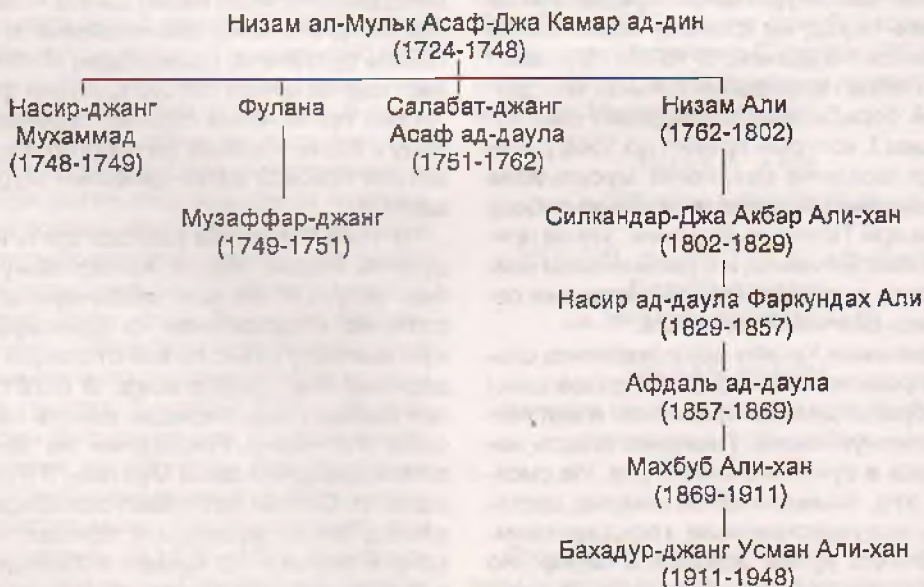 Низам ал-Мульк Асаф-Джа Камар ад-дин
(1724-1748)
Насир-джанг
Мухаммад
(1748-1749)
Фулана
Салабат-джанг
Асаф ад-даула
(1751-1762)
Низам Али
(1762-1802)
Музаффар-джанг
(1749-1751)
Силкандар-Джа Акбар Али-хан
(1802-1829)
Насир ад-даула Фаркундах Али
(1829-1857)
Афдаль ад-даула
(1857-1869)
Махбуб Али-хан
(1869-1911)
Бахадур-джанг Усман Али-хан
(1911-1948)